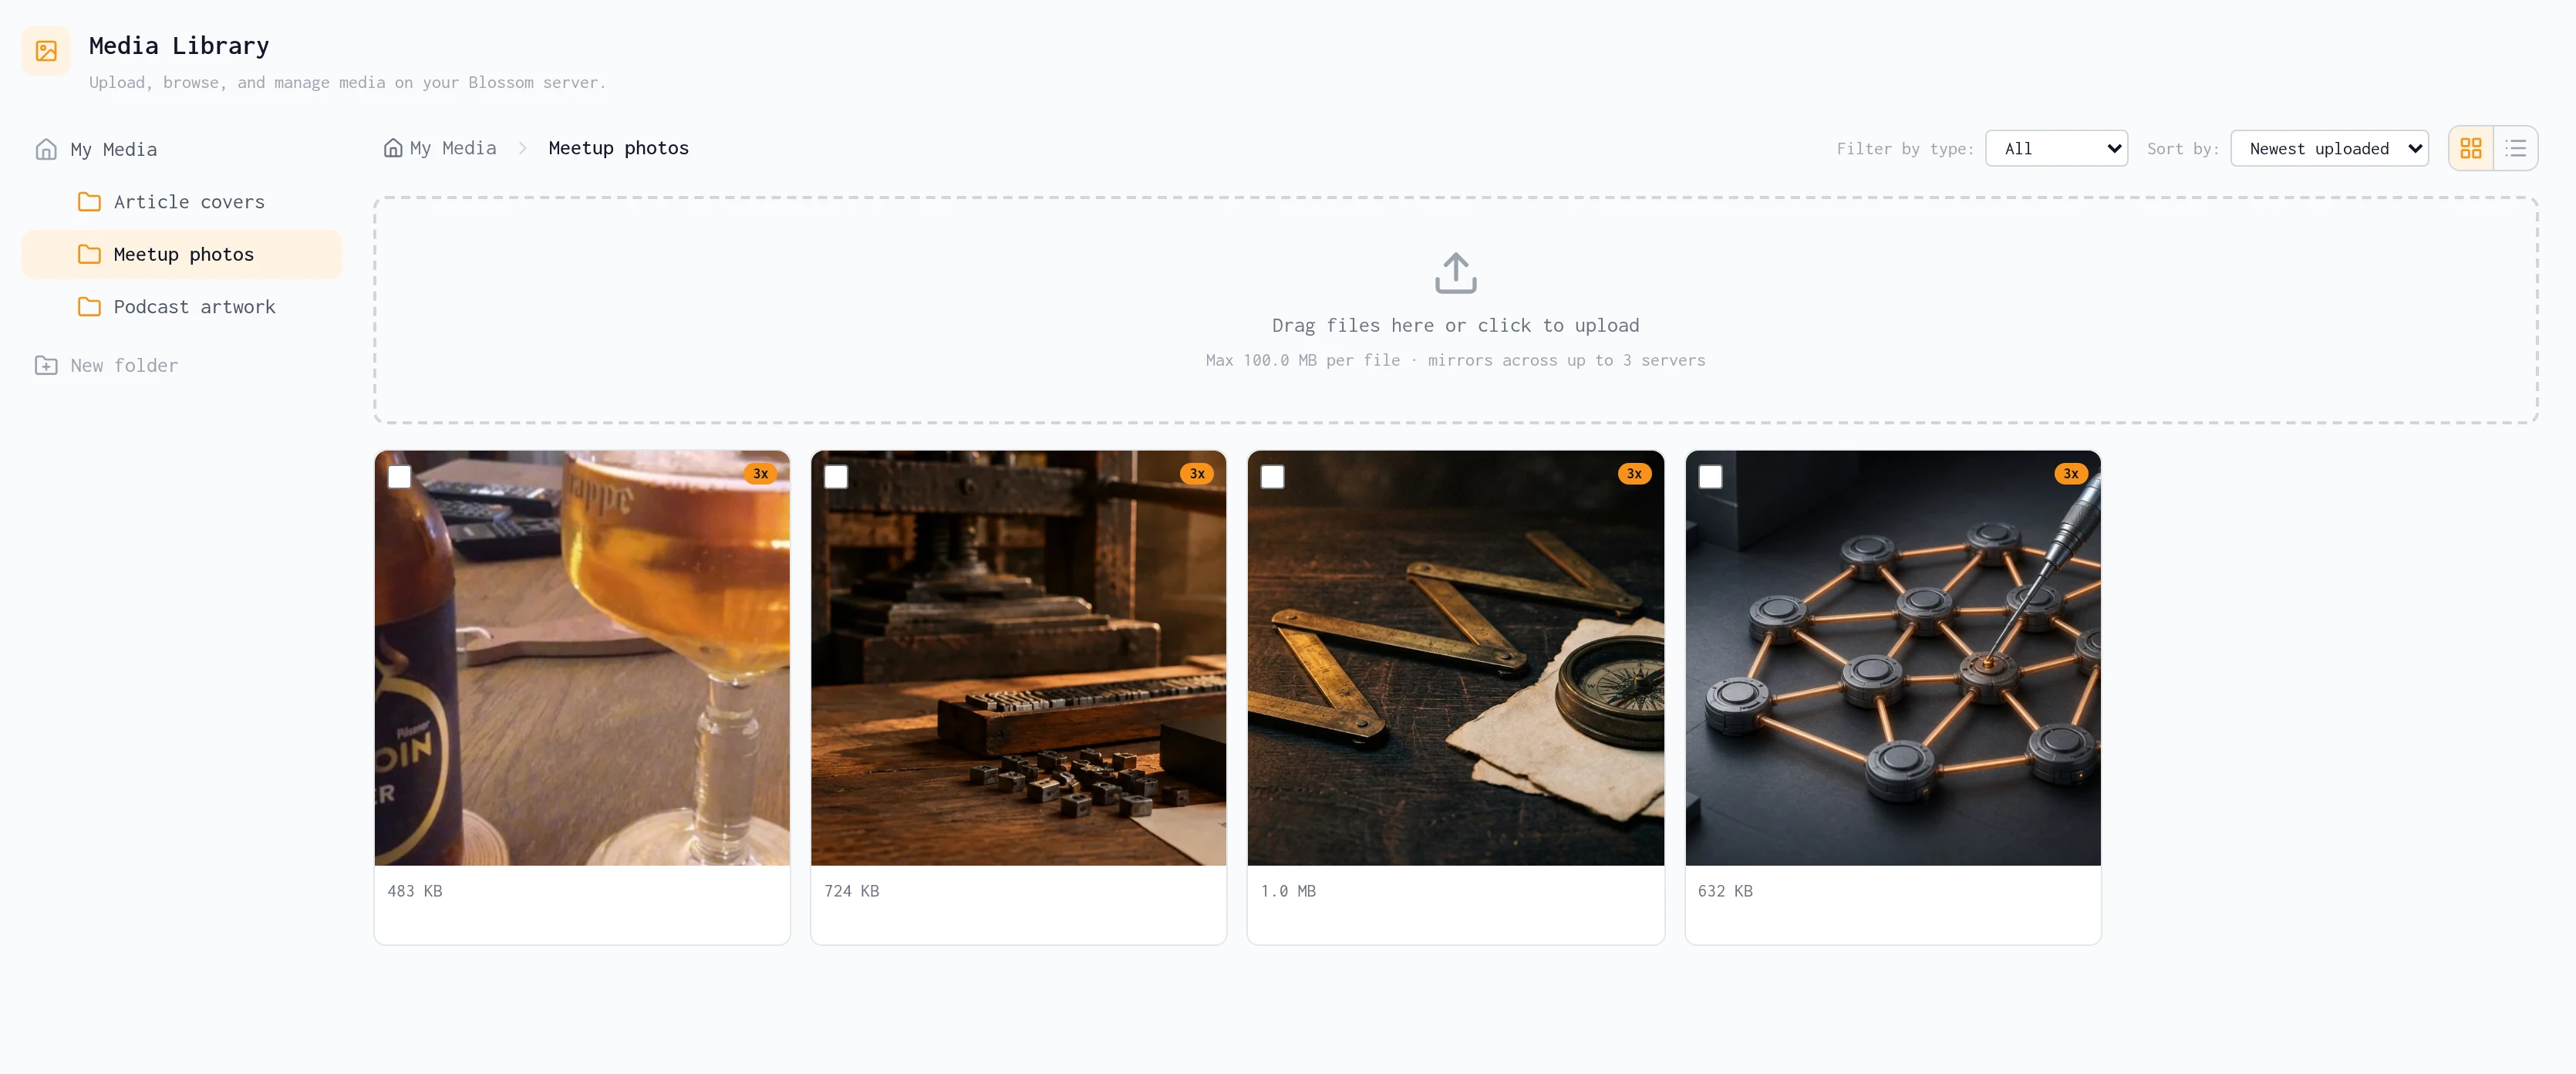 Media Library
Upload, browse, and manage media on your Blossom server.
My Media
Article covers
Meetup photos
Podcast artwork
New folder
My Media
Meetup photos
Filter by type:
All
Sort by:
Newest uploaded
Drag files here or click to upload
Max 100.0 MB per file · mirrors across up to 3 servers
3x
3x
3x
3x
Pilsener
OIN
ER
483 KB
724 KB
1.0 MB
632 KB